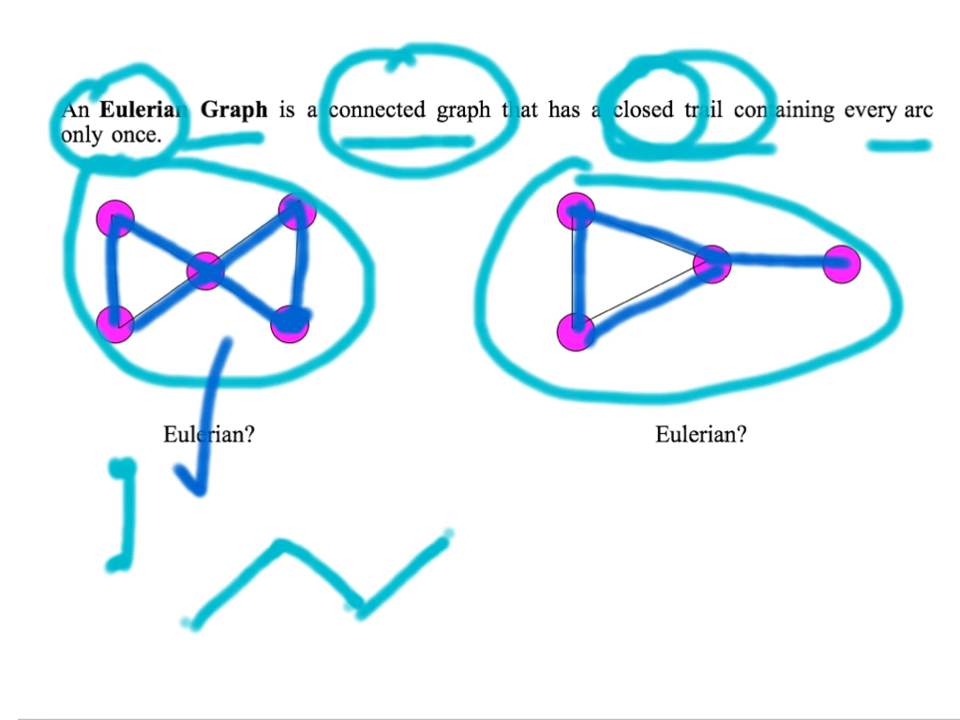 An Eulerian Graph is a connected graph that has a closed trail containing every arc
only once.
Eulerian? Eulerian?